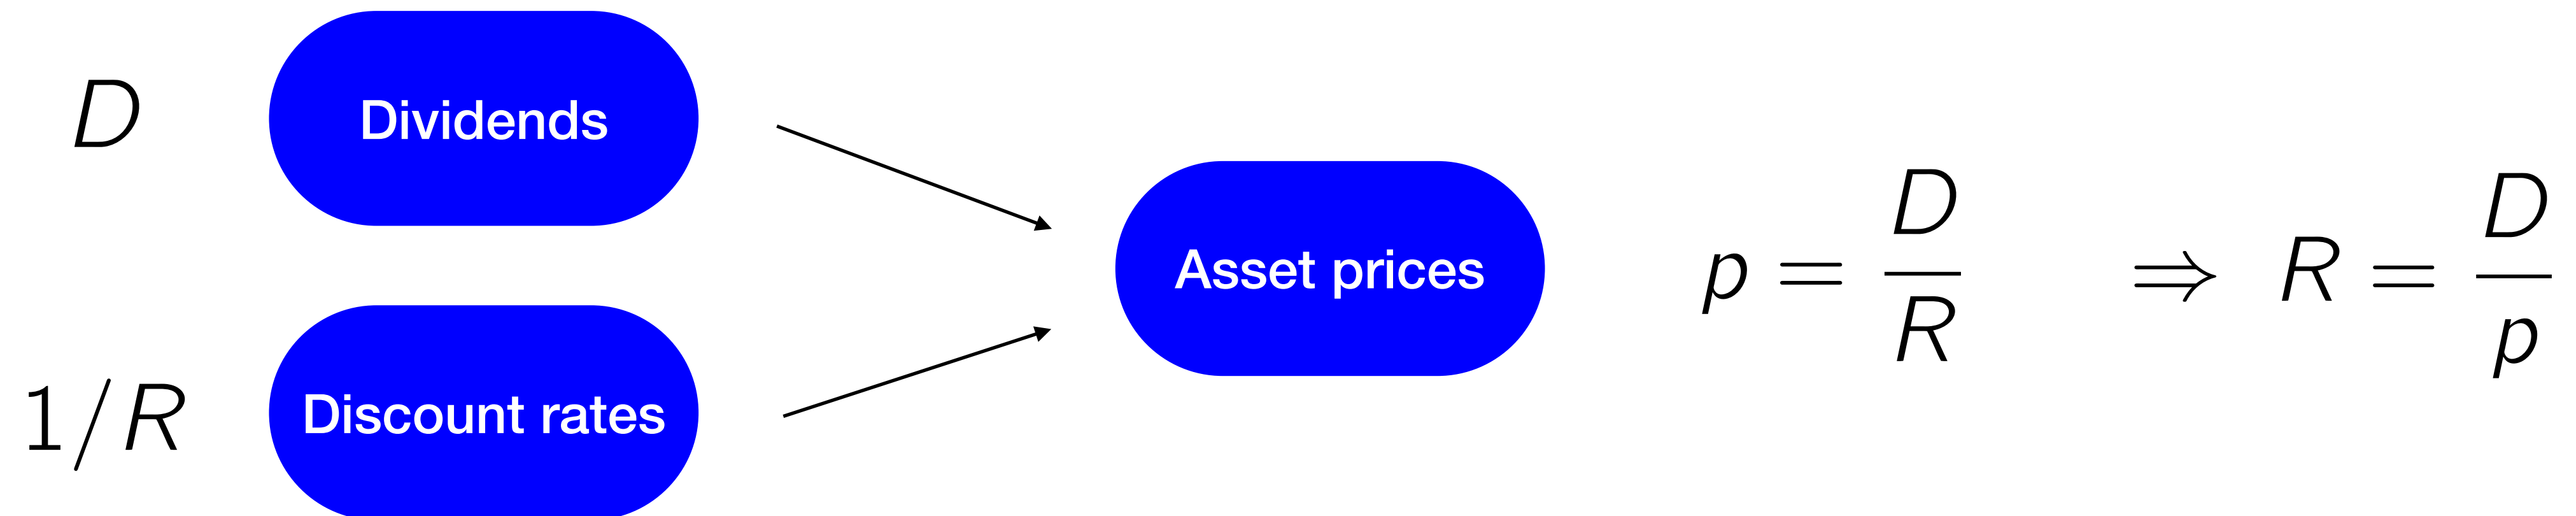 D
Dividends
1/R
Discount rates
Asset prices
p = D/R ⇒ R = D/p